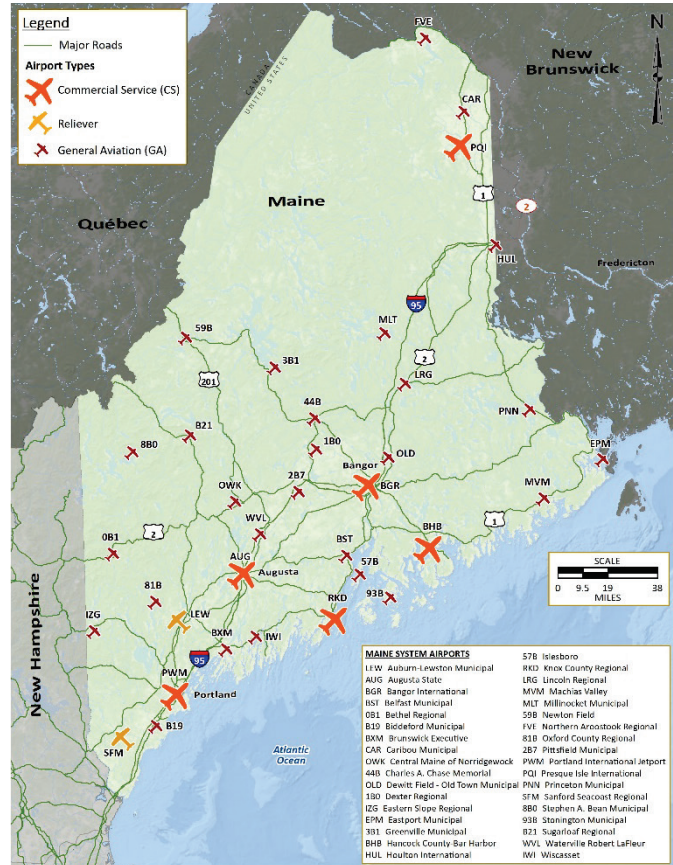 Legend
Major Roads
Airport Types
Commercial Service (CS)
Reliever
General Aviation (GA)
N
CANADA
UNITED STATES
FVE
New
Brunswick
CAR
PQI
1
2
Québec
Maine
HUL
Fredericton
95
59B
MLT
3B1
2
201
LRG
44B
PNN
B21
8B0
1B0
OLD
EPM
Bangor
BGR
2B7
OWK
MVM
2
WVL
1
BHB
0B1
BST
AUG
Augusta
57B
SCALE
0 9.5 19 38
MILES
81B
93B
RKD
LEW
IZG
BXM
IWI
95
PWM
Portland
New Hampshire
B19
SFM
Atlantic
Ocean
MAINE SYSTEM AIRPORTS
LEW Auburn-Lewston Municipal
AUG Augusta State
BGR Bangor International
BST Belfast Municipal
0B1 Bethel Regional
B19 Biddeford Municipal
BXM Brunswick Executive
CAR Caribou Municipal
OWK Central Maine of Norridgewock
44B Charles A. Chase Memorial
OLD Dewitt Field - Old Town Municipal
1B0 Dexter Regional
IZG Eastern Slope Regional
EPM Eastport Municipal
3B1 Greenville Municipal
BHB Hancock County-Bar Harbor
HUL Houlton International
57B Islesboro
RKD Knox County Regional
LRG Lincoln Regional
MVM Machias Valley
MLT Millinocket Municipal
59B Newton Field
FVE Northern Aroostook Regional
81B Oxford County Regional
2B7 Pittsfield Municipal
PWM Portland International Jetport
PQI Presque Isle International
PNN Princeton Municipal
SFM Sanford Seacoast Regional
8B0 Stephen A. Bean Municipal
93B Stonington Municipal
B21 Sugarloaf Regional
WVL Waterville Robert LaFleur
IWI Wiscasset